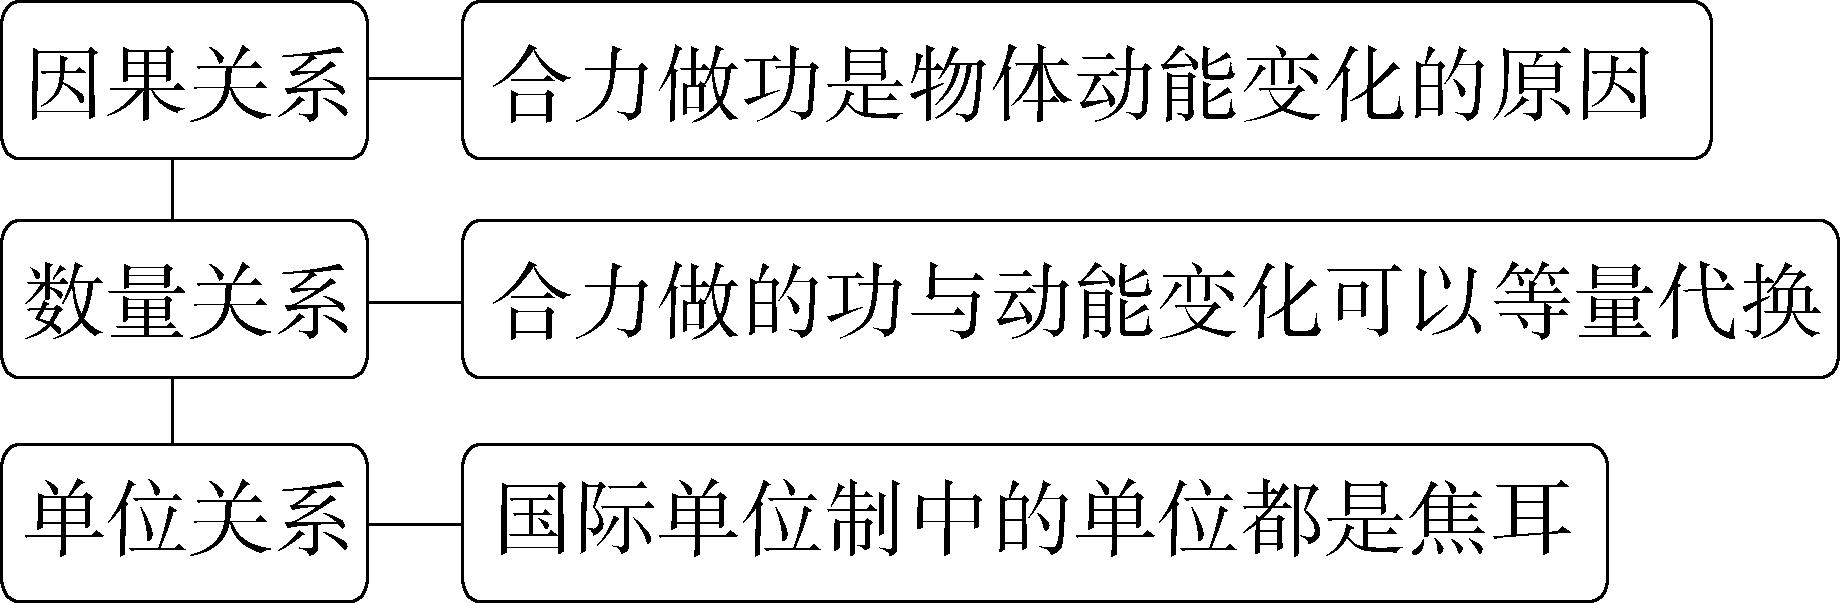 因果关系
合力做功是物体动能变化的原因
数量关系
合力做的功与动能变化可以等量代换
单位关系
国际单位制中的单位都是焦耳